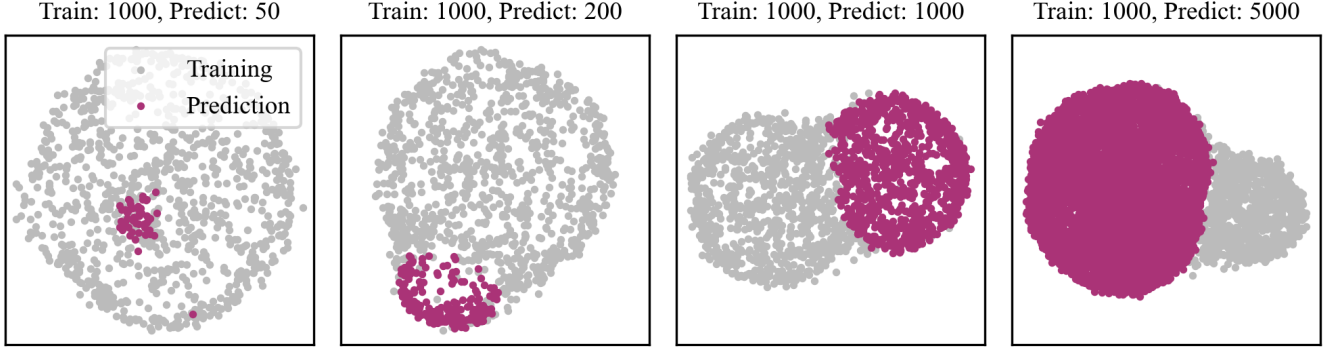 Train: 1000, Predict: 50
Train: 1000, Predict: 200
Train: 1000, Predict: 1000
Train: 1000, Predict: 5000
Training
Prediction